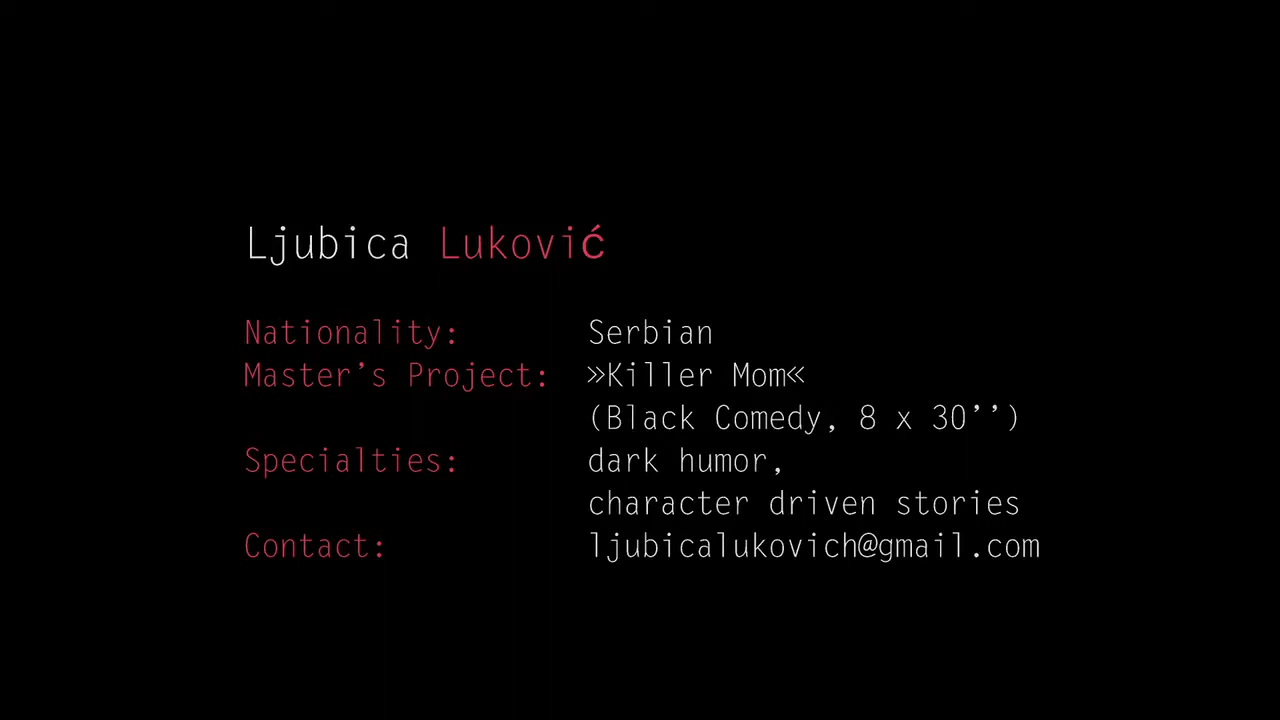 Ljubica Luković
Nationality: Serbian
Master’s Project: »Killer Mom«
(Black Comedy, 8 x 30’’)
Specialties: dark humor,
character driven stories
Contact: ljubicalukovich@gmail.com